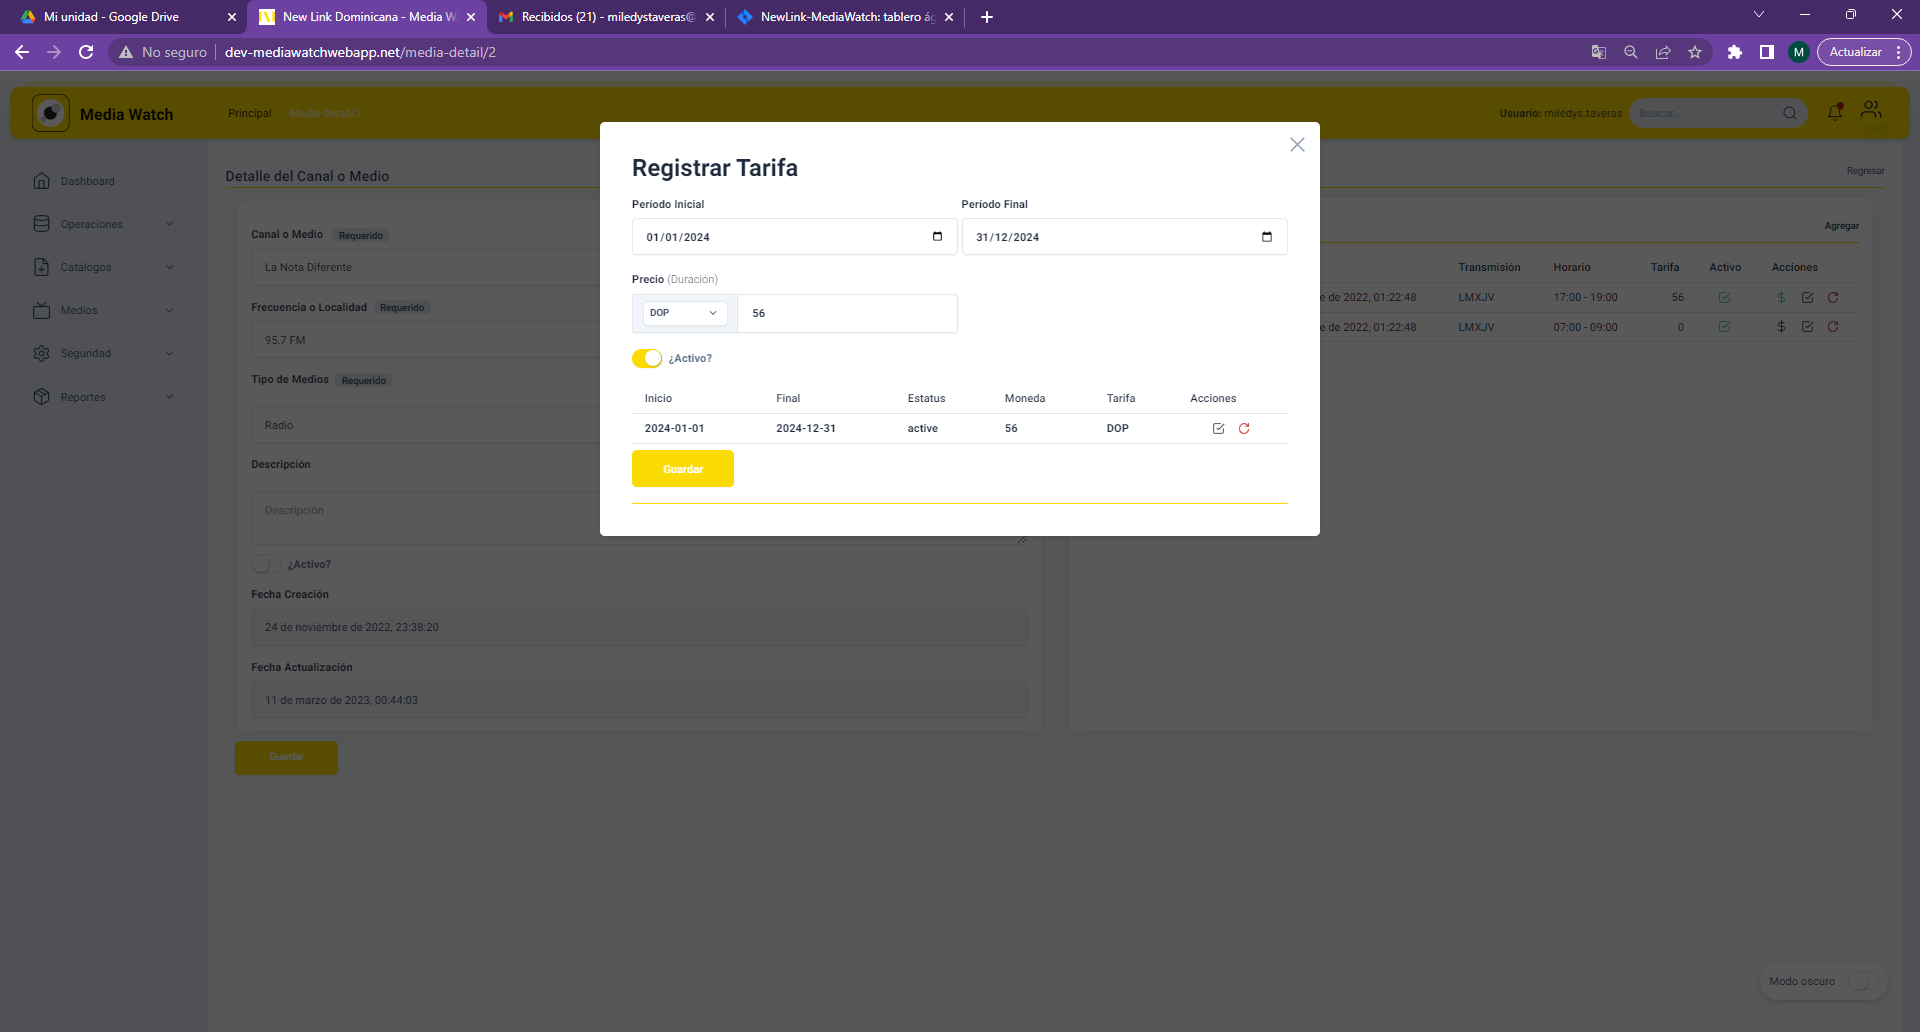 Mi unidad - Google Drive
New Link Dominicana - Media W
Recibidos (21) - miledystaveras@
NewLink-MediaWatch: tablero ág
No seguro
dev-mediawatchwebapp.net/media-detail/2
M
Actualizar
Media Watch
Principal
Media-detail/2
Usuario: miledys.taveras
Buscar...
Dashboard
Operaciones
Catalogos
Medios
Seguridad
Reportes
Detalle del Canal o Medio
Regresar
Canal o Medio Requerido
La Nota Diferente
Frecuencia o Localidad Requerido
95.7 FM
Tipo de Medios Requerido
Radio
Descripción
Descripción
¿Activo?
Fecha Creación
24 de noviembre de 2022, 23:38:20
Fecha Actualización
11 de marzo de 2023, 00:44:03
Guardar
Registrar Tarifa
Período Inicial Período Final
01/01/2024 31/12/2024
Precio (Duración)
DOP 56
¿Activo?
Inicio Final Estatus Moneda Tarifa Acciones
2024-01-01 2024-12-31 active 56 DOP
Guardar
Agregar
Transmisión Horario Tarifa Activo Acciones
e de 2022, 01:22:48 LMXJV 17:00 - 19:00 56 $
e de 2022, 01:22:48 LMXJV 07:00 - 09:00 0 $
Modo oscuro